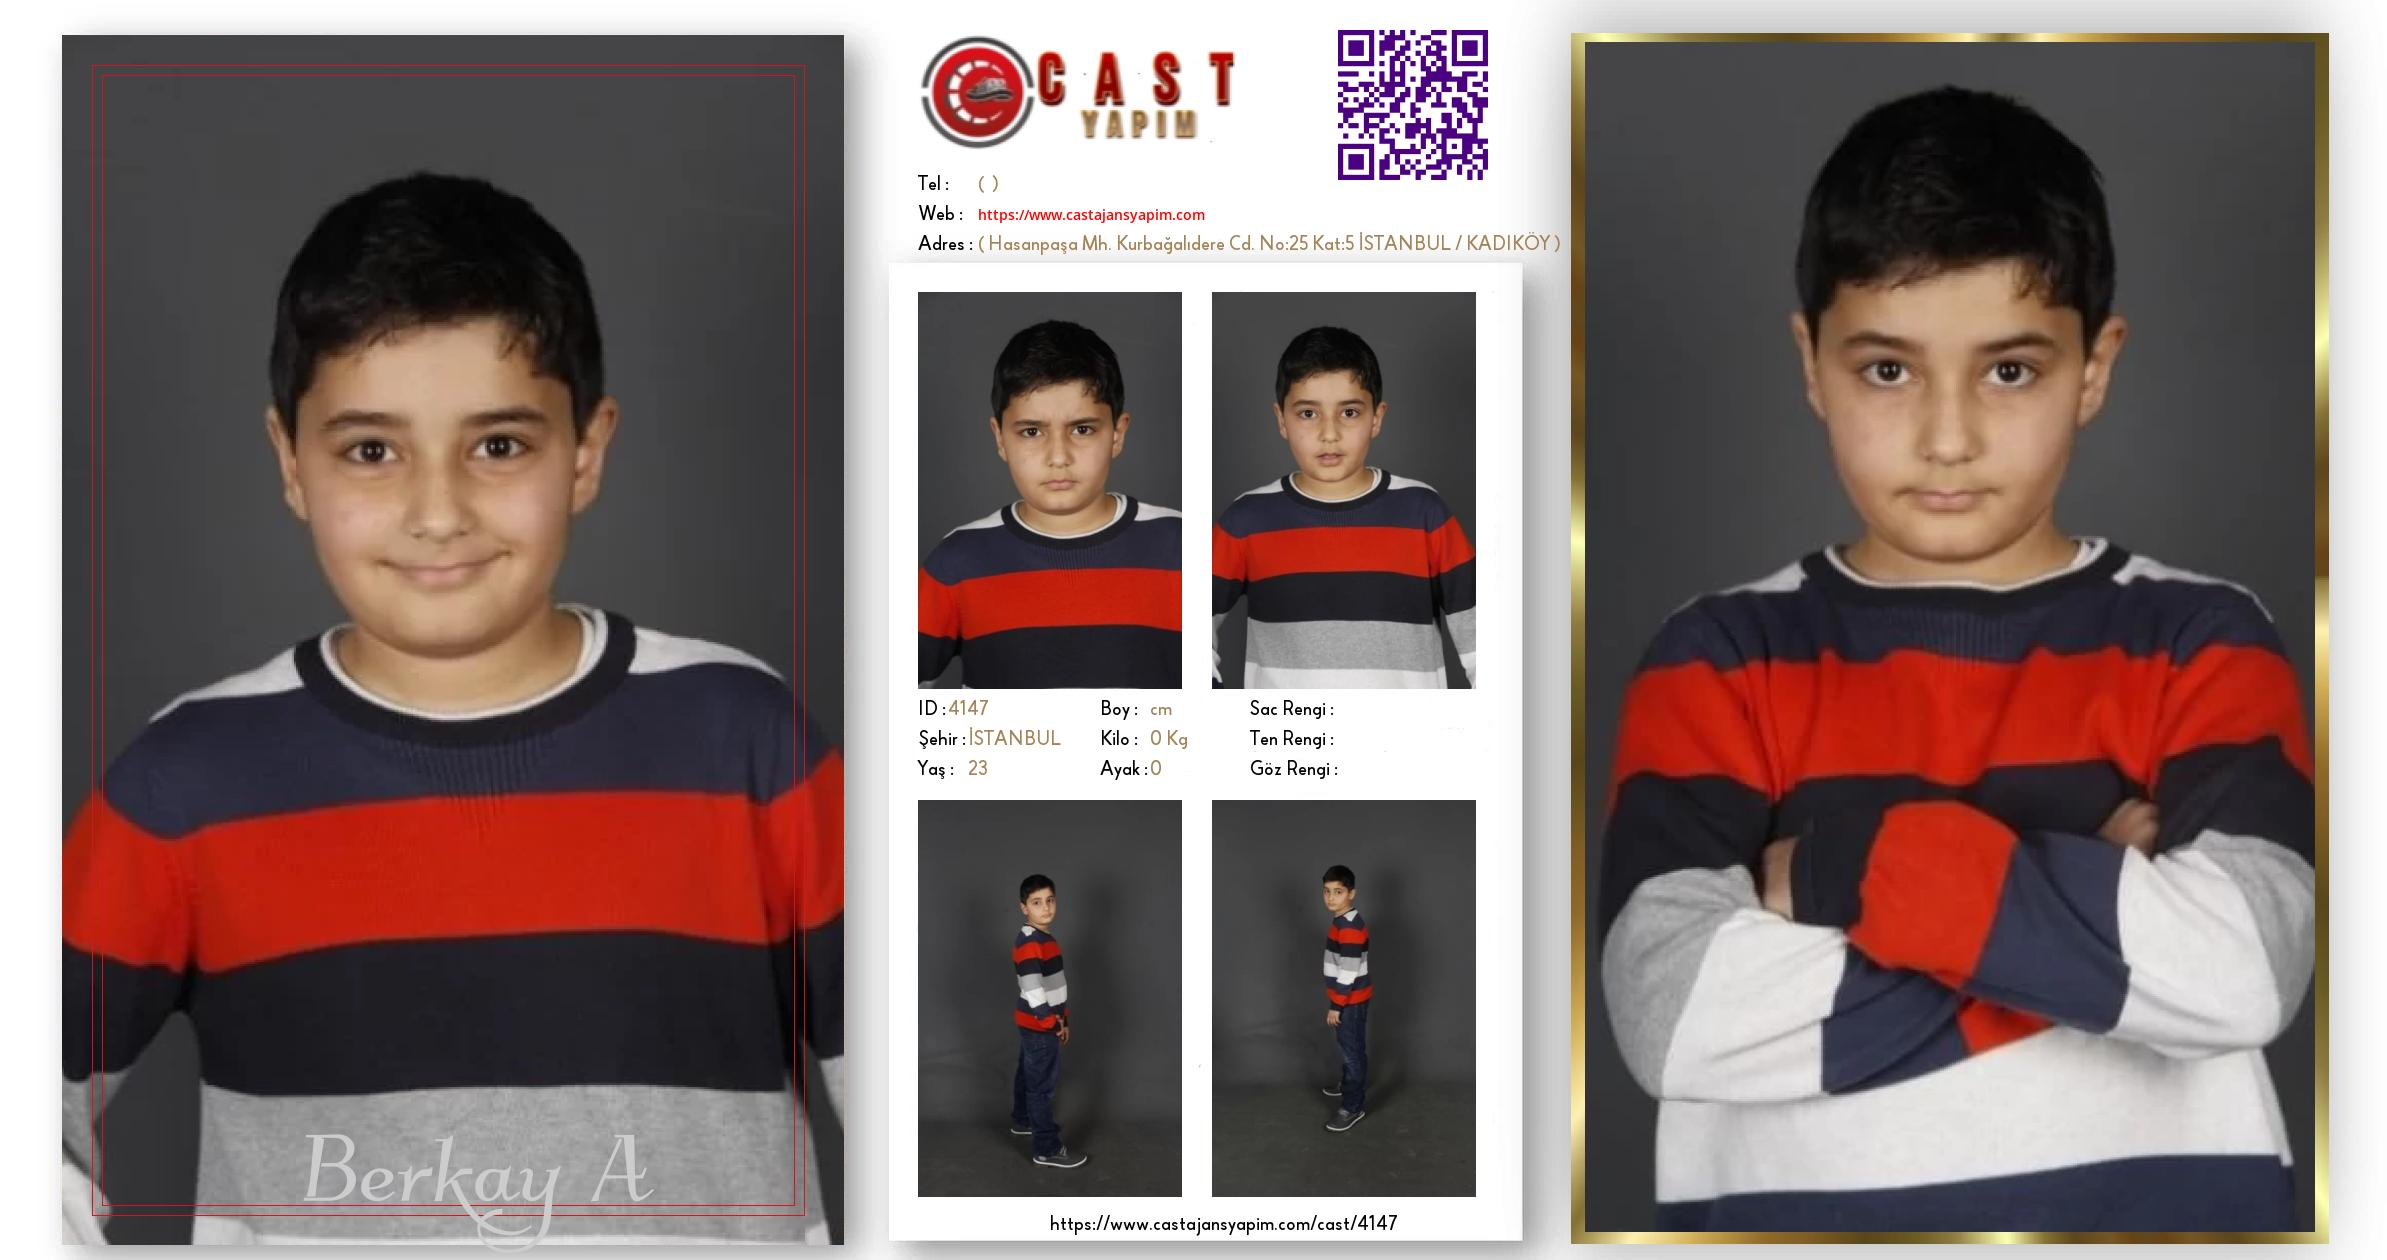 Berkay A
CAST
YAPIM
Tel : ( )
Web : https://www.castajansyapim.com
Adres : ( Hasanpaşa Mh. Kurbağalıdere Cd. No:25 Kat:5 İSTANBUL / KADIKÖY )
ID : 4147 Boy : cm Sac Rengi :
Şehir : İSTANBUL Kilo : 0 Kg Ten Rengi :
Yaş : 23 Ayak : 0 Göz Rengi :
https://www.castajansyapim.com/cast/4147